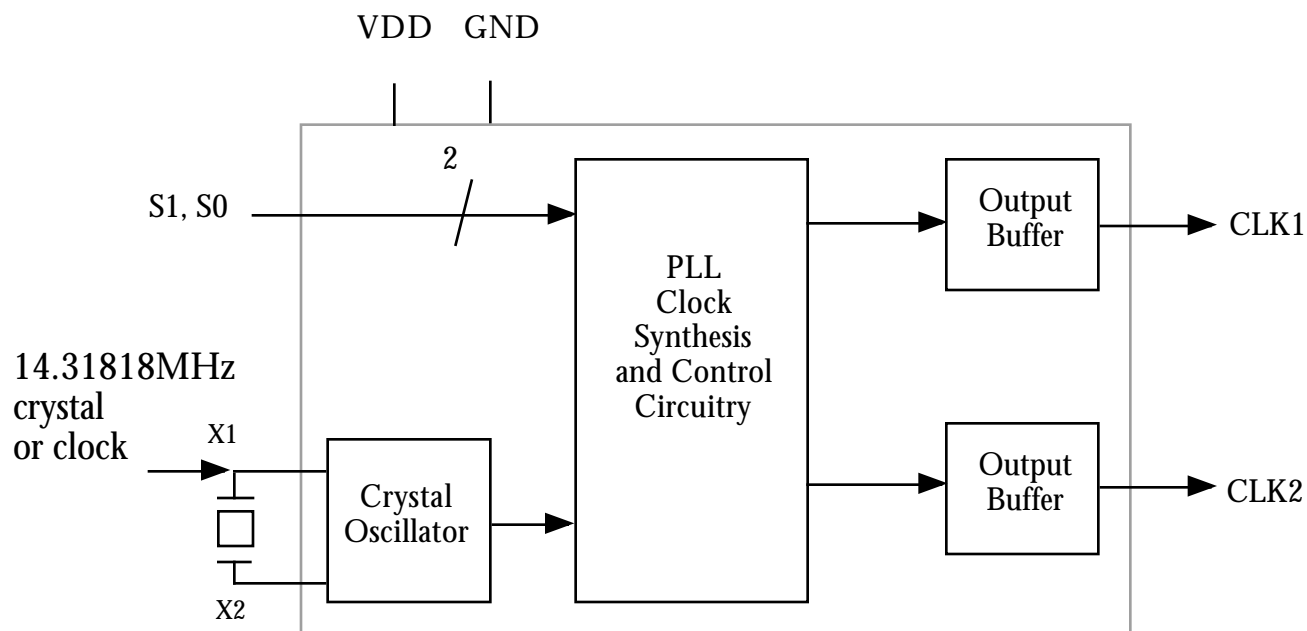 VDD GND
2
S1, S0
Output
Buffer
CLK1
PLL
Clock
Synthesis
and Control
Circuitry
14.31818MHz
crystal
or clock
X1
X2
Crystal
Oscillator
Output
Buffer
CLK2